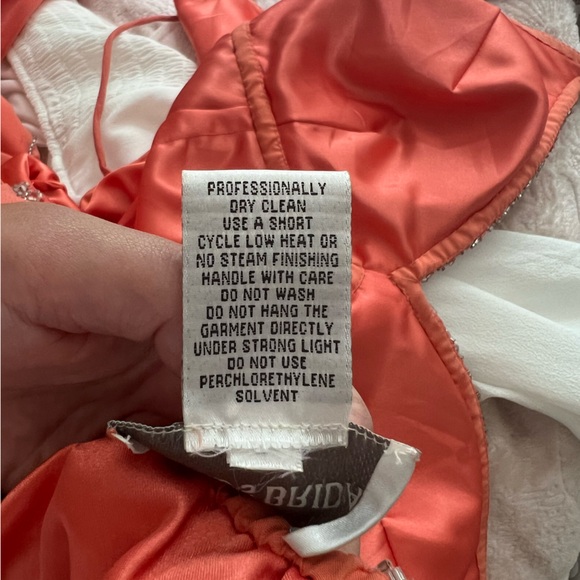 PROFESSIONALLY
DRY CLEAN
USE A SHORT
CYCLE LOW HEAT OR
NO STEAM FINISHING
HANDLE WITH CARE
DO NOT WASH
DO NOT HANG THE
GARMENT DIRECTLY
UNDER STRONG LIGHT
DO NOT USE
PERCHLORETHYLENE
SOLVENT